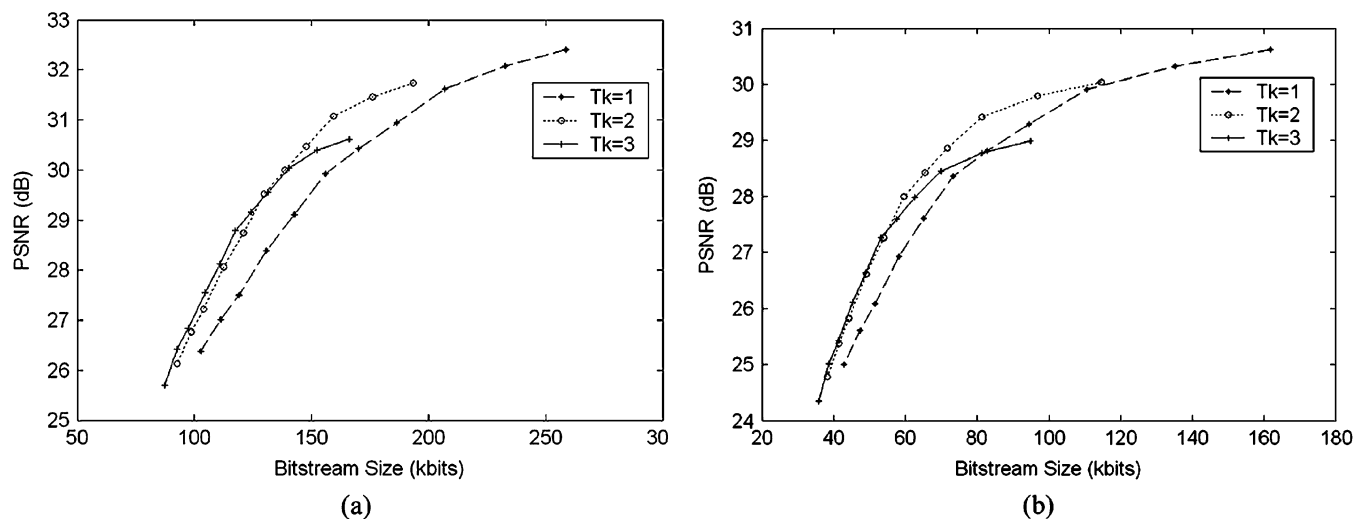 33
32
31
30
29
28
27
26
25
PSNR (dB)
Tk=1
Tk=2
Tk=3
50 100 150 200 250 30
Bitstream Size (kbits)
(a)
31
30
29
28
27
26
25
24
PSNR (dB)
Tk=1
Tk=2
Tk=3
20 40 60 80 100 120 140 160 180
Bitstream Size (kbits)
(b)